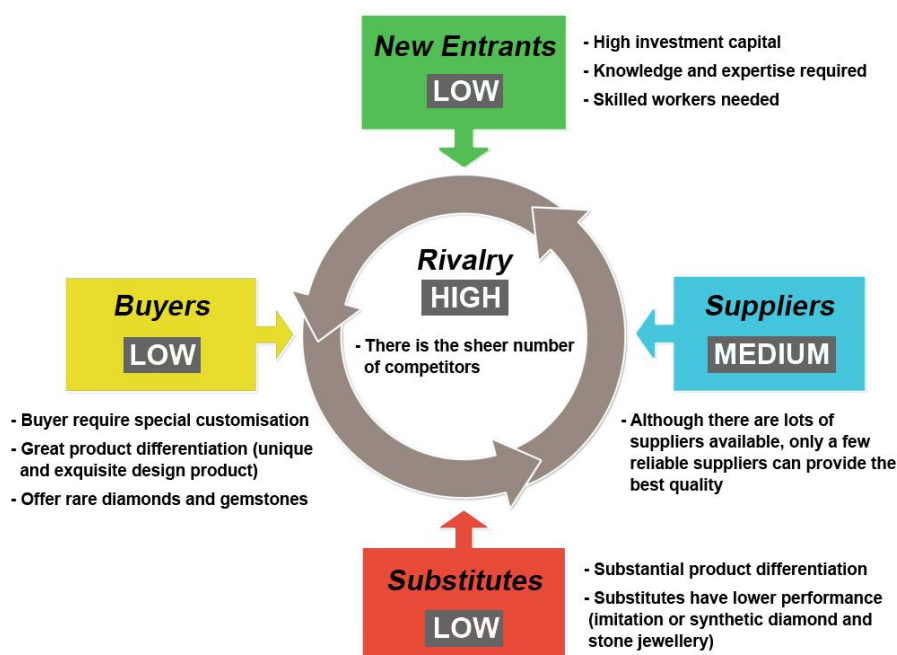 New Entrants
LOW
- High investment capital
- Knowledge and expertise required
- Skilled workers needed
Rivalry
HIGH
- There is the sheer number
of competitors
Buyers
LOW
- Buyer require special customisation
- Great product differentiation (unique
and exquisite design product)
- Offer rare diamonds and gemstones
Suppliers
MEDIUM
- Although there are lots of
suppliers available, only a few
reliable suppliers can provide the
best quality
Substitutes
LOW
- Substantial product differentiation
- Substitutes have lower performance
(imitation or synthetic diamond and
stone jewellery)